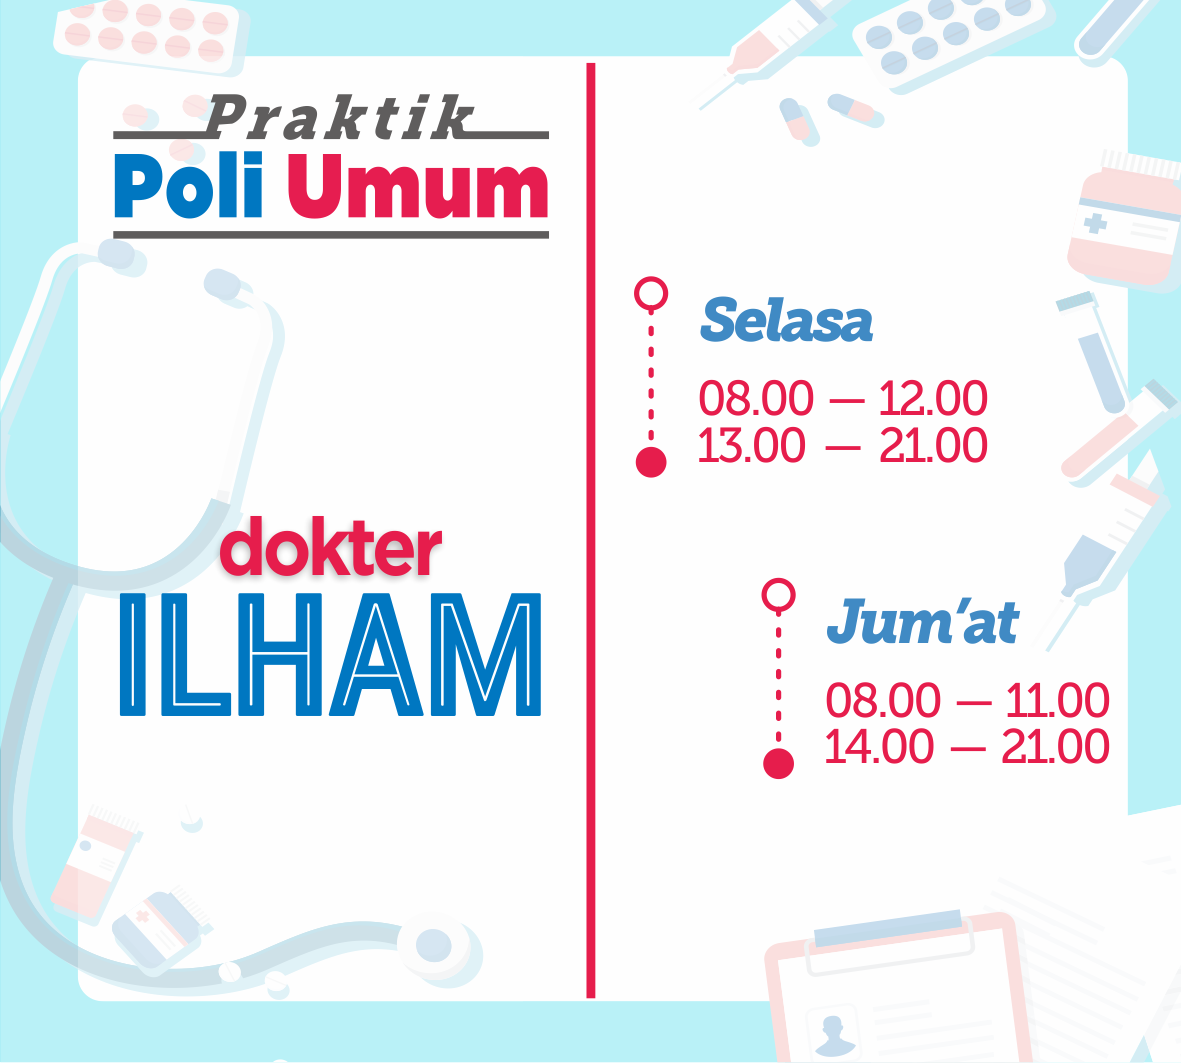 Praktik
Poli Umum
dokter
ILHAM
Selasa
08.00 — 12.00
13.00 — 21.00
Jum’at
08.00 — 11.00
14.00 — 21.00